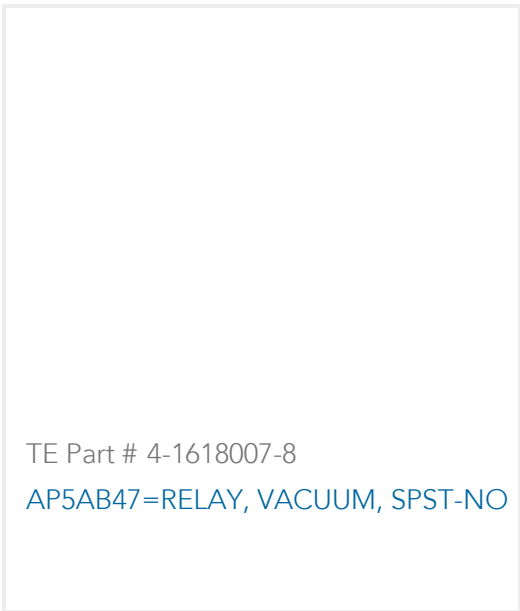 TE Part # 4-1618007-8
AP5AB47=RELAY, VACUUM, SPST-NO